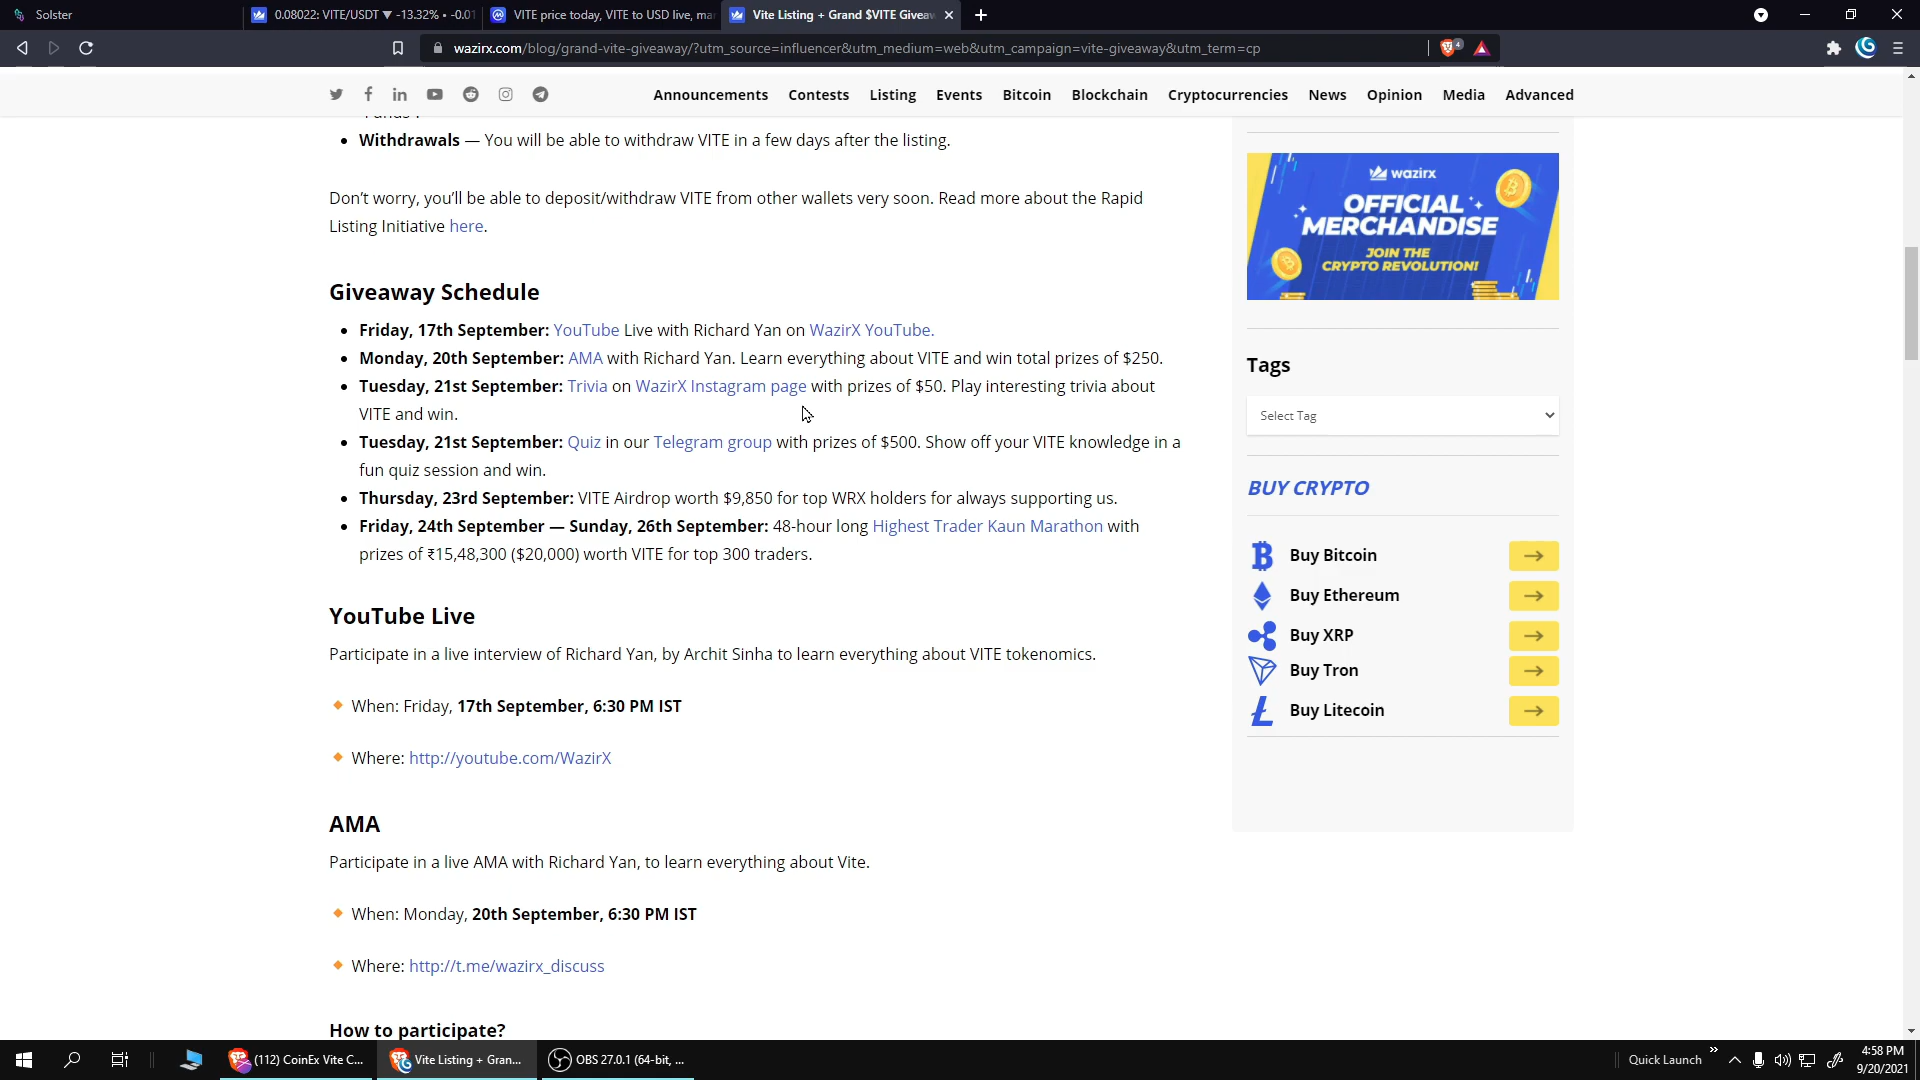 Solster
0.08022: VITE/USDT ▼ -13.32% • -0.01
VITE price today, VITE to USD live, mar
Vite Listing + Grand $VITE Giveaw
wazirx.com/blog/grand-vite-giveaway/?utm_source=influencer&utm_medium=web&utm_campaign=vite-giveaway&utm_term=cp
4
Announcements Contests Listing Events Bitcoin Blockchain Cryptocurrencies News Opinion Media Advanced
• Withdrawals — You will be able to withdraw VITE in a few days after the listing.
Don't worry, you'll be able to deposit/withdraw VITE from other wallets very soon. Read more about the Rapid
Listing Initiative here.
Giveaway Schedule
• Friday, 17th September: YouTube Live with Richard Yan on WazirX YouTube.
• Monday, 20th September: AMA with Richard Yan. Learn everything about VITE and win total prizes of $250.
• Tuesday, 21st September: Trivia on WazirX Instagram page with prizes of $50. Play interesting trivia about
VITE and win.
• Tuesday, 21st September: Quiz in our Telegram group with prizes of $500. Show off your VITE knowledge in a
fun quiz session and win.
• Thursday, 23rd September: VITE Airdrop worth $9,850 for top WRX holders for always supporting us.
• Friday, 24th September — Sunday, 26th September: 48-hour long Highest Trader Kaun Marathon with
prizes of ₹15,48,300 ($20,000) worth VITE for top 300 traders.
YouTube Live
Participate in a live interview of Richard Yan, by Archit Sinha to learn everything about VITE tokenomics.
When: Friday, 17th September, 6:30 PM IST
Where: http://youtube.com/WazirX
AMA
Participate in a live AMA with Richard Yan, to learn everything about Vite.
When: Monday, 20th September, 6:30 PM IST
Where: http://t.me/wazirx_discuss
How to participate?
wazirx
OFFICIAL
MERCHANDISE
JOIN THE
CRYPTO REVOLUTION!
Tags
Select Tag
BUY CRYPTO
Buy Bitcoin
Buy Ethereum
Buy XRP
Buy Tron
Buy Litecoin
(112) CoinEx Vite C...
Vite Listing + Gran...
OBS 27.0.1 (64-bit, ...
Quick Launch
4:58 PM
9/20/2021